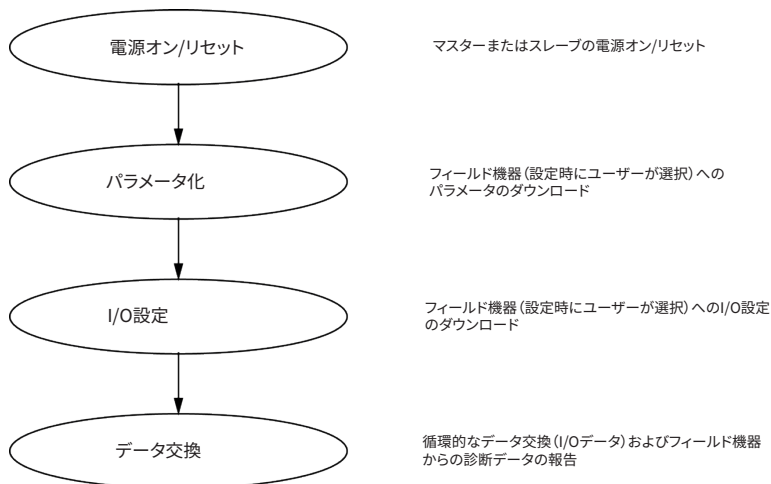 電源オン/リセット
マスターまたはスレーブの電源オン/リセット
パラメータ化
フィールド機器（設定時にユーザーが選択）への
パラメータのダウンロード
I/O設定
フィールド機器（設定時にユーザーが選択）へのI/O設定
のダウンロード
データ交換
循環的なデータ交換（I/Oデータ）およびフィールド機器
からの診断データの報告